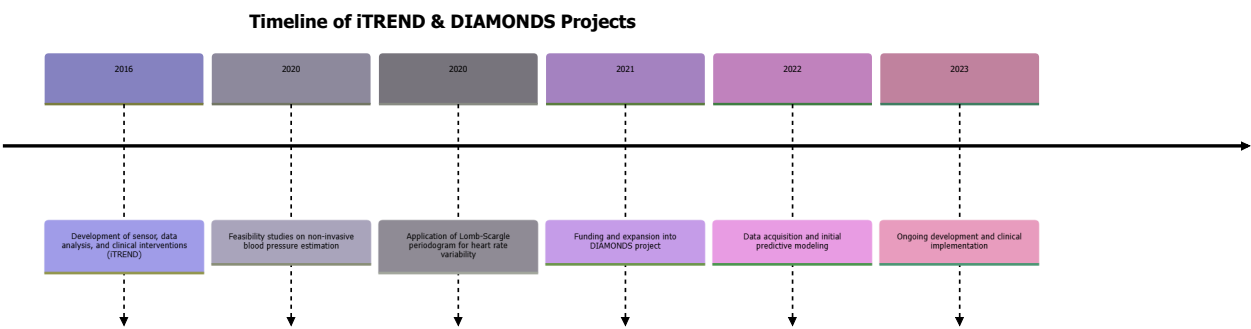 Timeline of iTREND & DIAMONDS Projects
2016
2020
2020
2021
2022
2023
Development of sensor, data
analysis, and clinical interventions
(iTREND)
Feasibility studies on non-invasive
blood pressure estimation
Application of Lomb-Scargle
periodogram for heart rate
variability
Funding and expansion into
DIAMONDS project
Data acquisition and initial
predictive modeling
Ongoing development and clinical
implementation